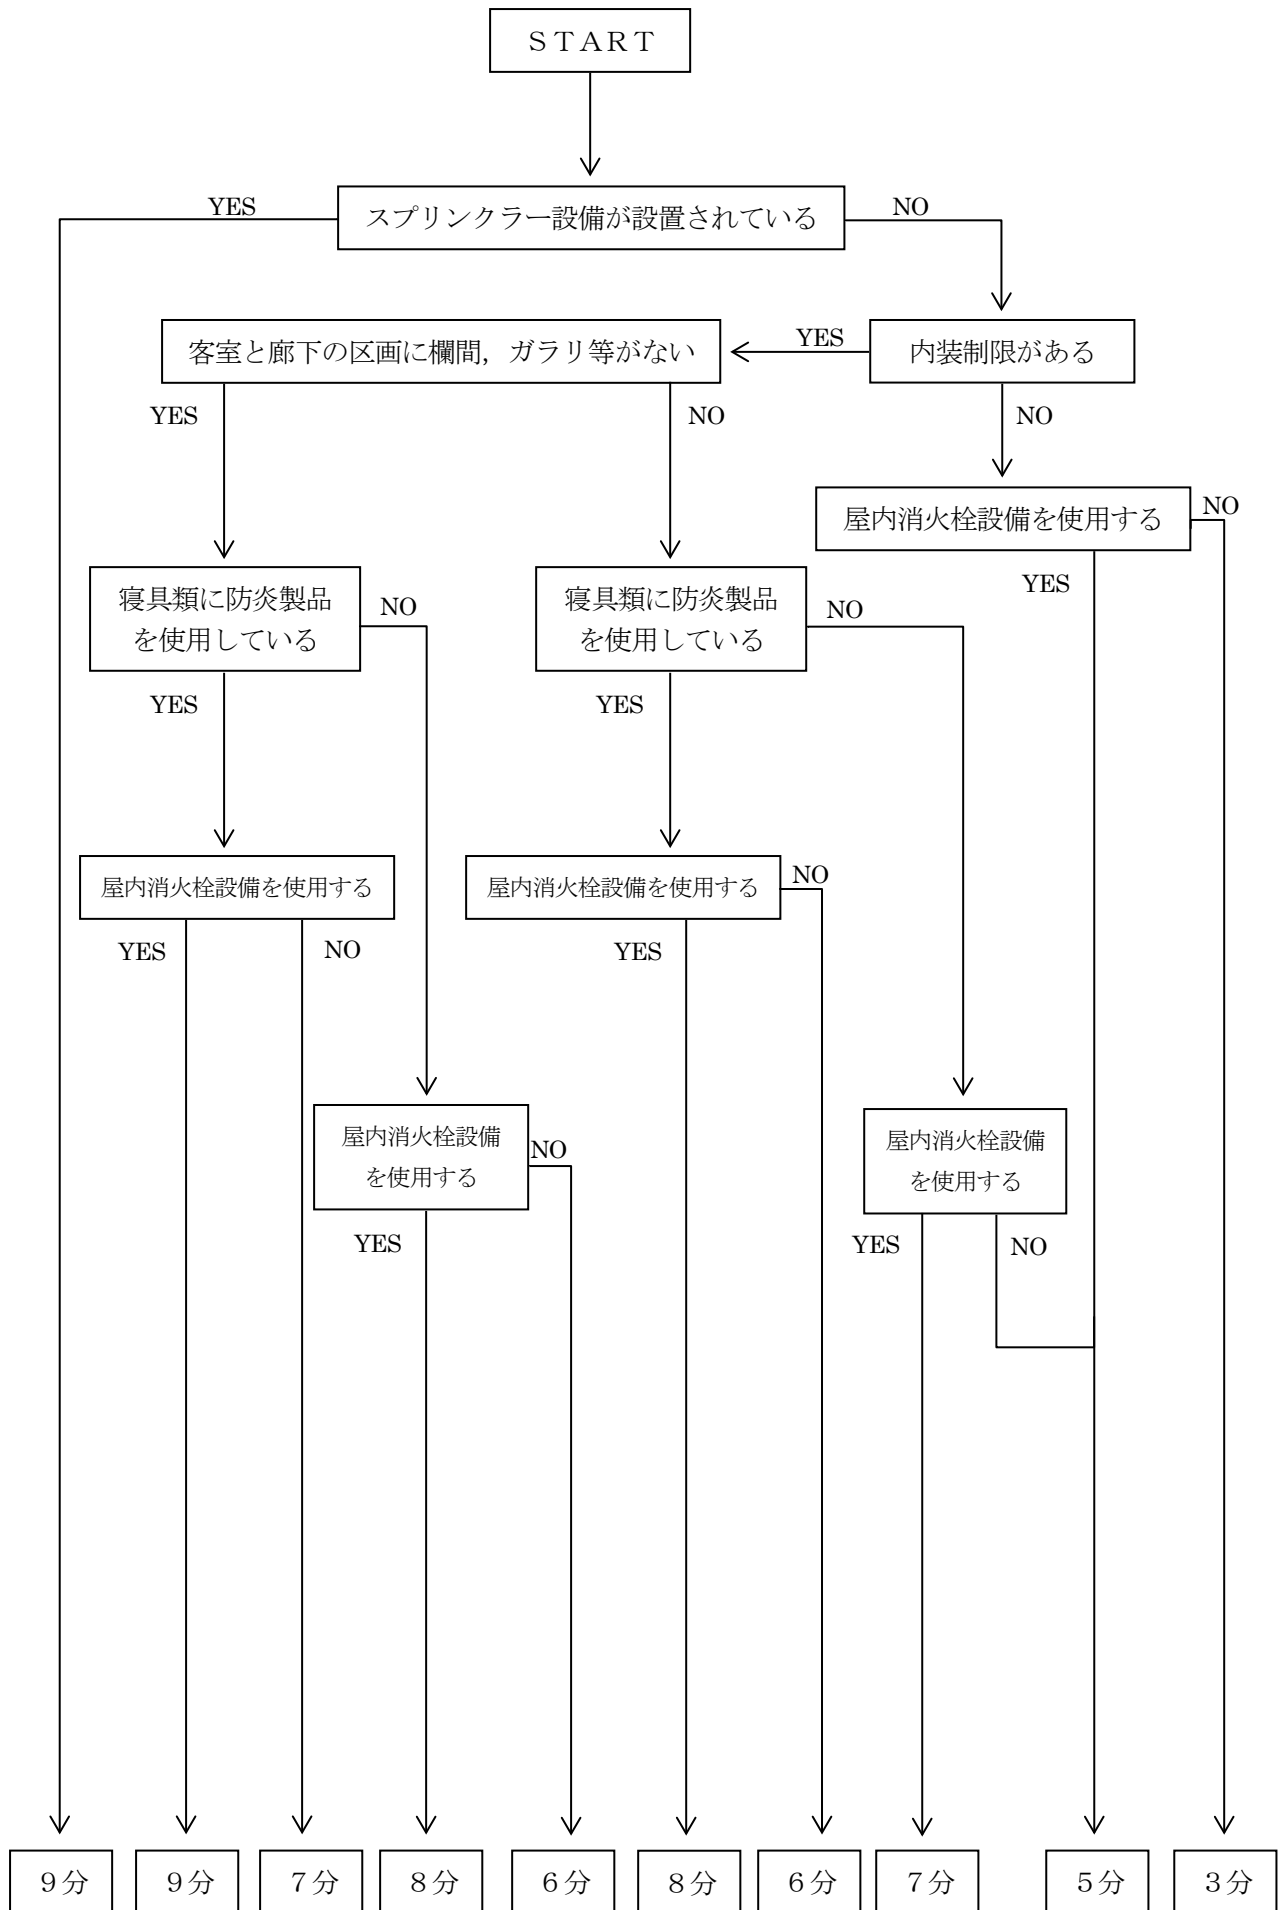 ＳＴＡＲＴ
YES
スプリンクラー設備が設置されている
NO
客室と廊下の区画に欄間，ガラリ等がない
YES
内装制限がある
YES
NO
NO
屋内消火栓設備を使用する
NO
YES
寝具類に防炎製品
を使用している
NO
YES
寝具類に防炎製品
を使用している
NO
YES
屋内消火栓設備を使用する
YES
NO
屋内消火栓設備を使用する
NO
YES
屋内消火栓設備
を使用する
NO
YES
屋内消火栓設備
を使用する
YES
NO
９分
９分
７分
８分
６分
８分
６分
７分
５分
３分